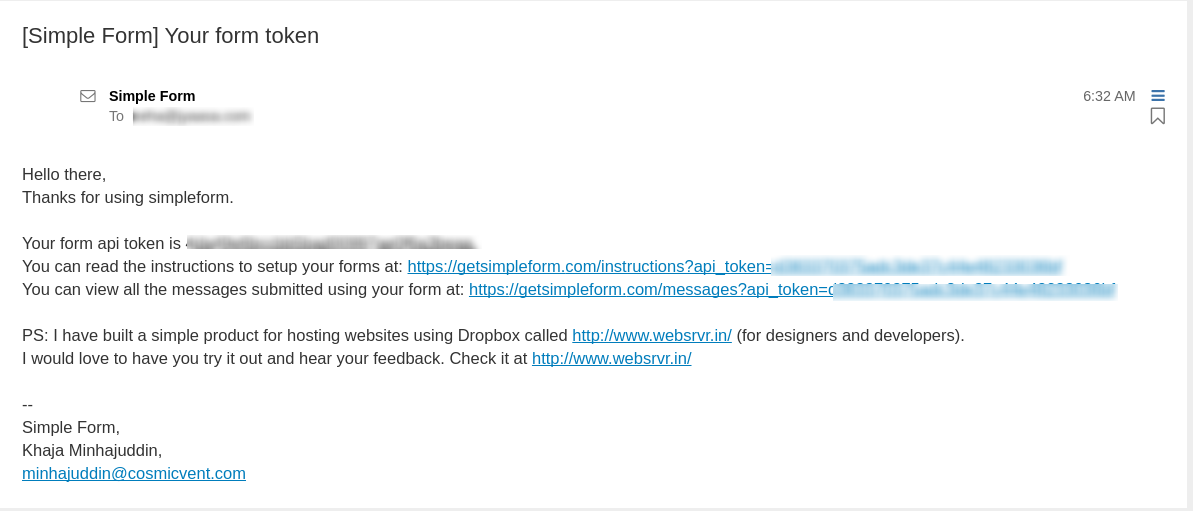 [Simple Form] Your form token
Simple Form
6:32 AM
To
Hello there,
Thanks for using simpleform.
Your form api token is
You can read the instructions to setup your forms at: https://getsimpleform.com/instructions?api_token=
You can view all the messages submitted using your form at: https://getsimpleform.com/messages?api_token=
PS: I have built a simple product for hosting websites using Dropbox called http://www.websrvr.in/ (for designers and developers).
I would love to have you try it out and hear your feedback. Check it at http://www.websrvr.in/
--
Simple Form,
Khaja Minhajuddin,
minhajuddin@cosmicvent.com